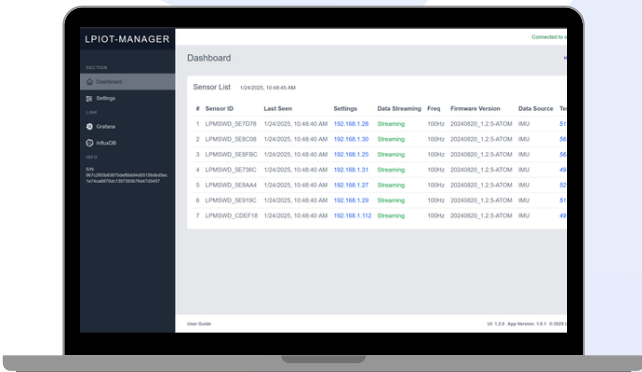 LPIOT-MANAGER
Connected to
SECTION
Dashboard
Dashboard
Settings
LINK
Grafana
InfluxDB
INFO
S/N
Sensor List 1/24/2025, 10:48:45 AM
# Sensor ID Last Seen Settings Data Streaming Freq Firmware Version Data Source
1 LPMSWD_5E7D78 1/24/2025, 10:48:40 AM 192.168.1.28 Streaming 100Hz 20240820_1.2.5-ATOM IMU 51.
2 LPMSWD_5E8C08 1/24/2025, 10:48:40 AM 192.168.1.30 Streaming 100Hz 20240820_1.2.5-ATOM IMU 56.
3 LPMSWD_5E8FBC 1/24/2025, 10:48:40 AM 192.168.1.25 Streaming 100Hz 20240820_1.2.5-ATOM IMU 56.
4 LPMSWD_5E736C 1/24/2025, 10:48:40 AM 192.168.1.31 Streaming 100Hz 20240820_1.2.5-ATOM IMU 49.
5 LPMSWD_5E8AA4 1/24/2025, 10:48:40 AM 192.168.1.27 Streaming 100Hz 20240820_1.2.5-ATOM IMU 52.
6 LPMSWD_5E919C 1/24/2025, 10:48:40 AM 192.168.1.29 Streaming 100Hz 20240820_1.2.5-ATOM IMU 51.
7 LPMSWD_CDEF18 1/24/2025, 10:48:40 AM 192.168.1.112 Streaming 100Hz 20240820_1.2.5-ATOM IMU 49.
User Guide